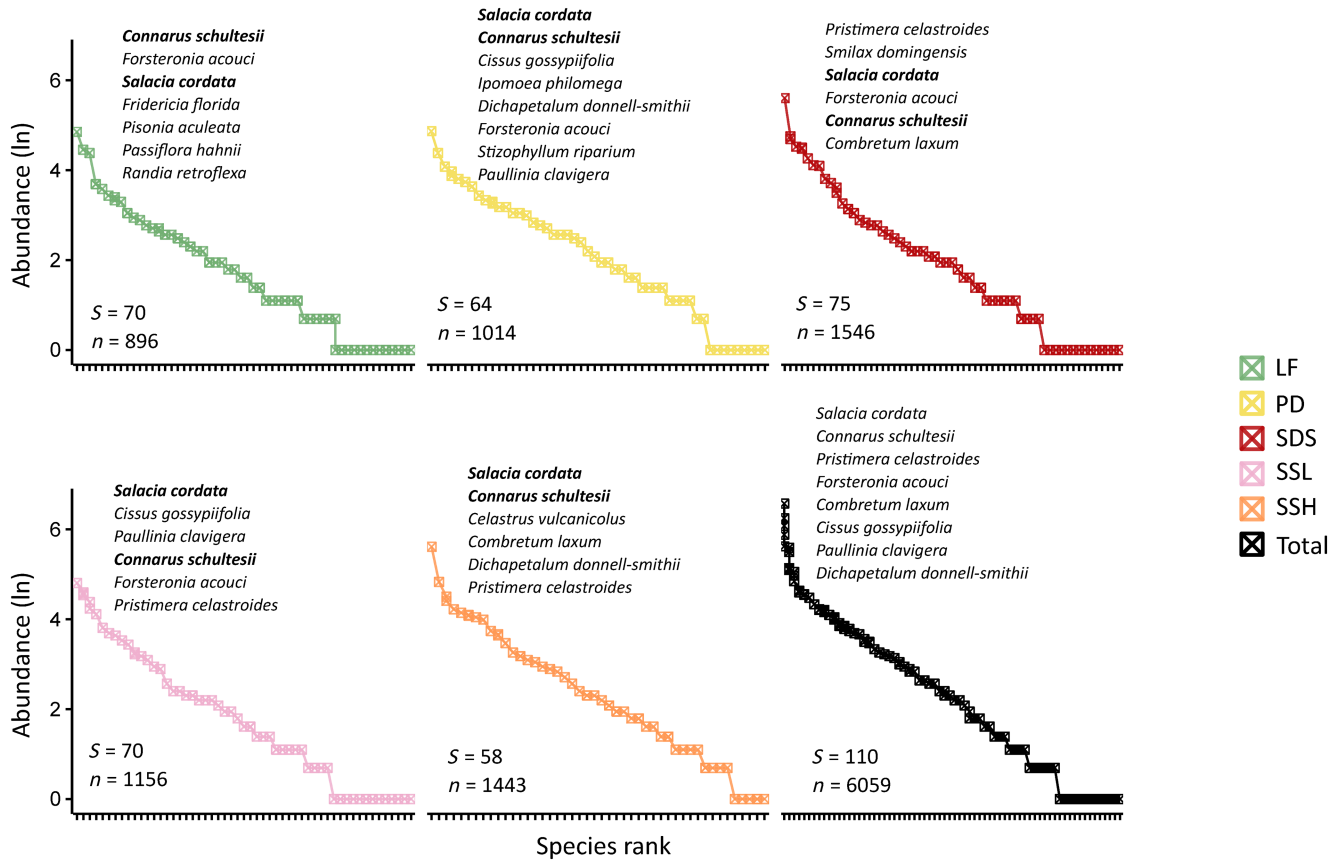 Abundance (ln)
6
4
2
0
Connarus schultesii
Forsteronia acouci
Salacia cordata
Fridericia florida
Pisonia aculeata
Passiflora hahnii
Randia retroflexa
S = 70
n = 896
Salacia cordata
Connarus schultesii
Cissus gossypiifolia
Ipomoea philomega
Dichapetalum donnell-smithii
Forsteronia acouci
Stizophyllum riparium
Paullinia clavigera
S = 64
n = 1014
Pristimera celastroides
Smilax domingensis
Salacia cordata
Forsteronia acouci
Connarus schultesii
Combretum laxum
S = 75
n = 1546
Abundance (ln)
6
4
2
0
Salacia cordata
Cissus gossypiifolia
Paullinia clavigera
Connarus schultesii
Forsteronia acouci
Pristimera celastroides
S = 70
n = 1156
Salacia cordata
Connarus schultesii
Celastrus vulcanicolus
Combretum laxum
Dichapetalum donnell-smithii
Pristimera celastroides
S = 58
n = 1443
Salacia cordata
Connarus schultesii
Pristimera celastroides
Forsteronia acouci
Combretum laxum
Cissus gossypiifolia
Paullinia clavigera
Dichapetalum donnell-smithii
S = 110
n = 6059
Species rank
LF
PD
SDS
SSL
SSH
Total